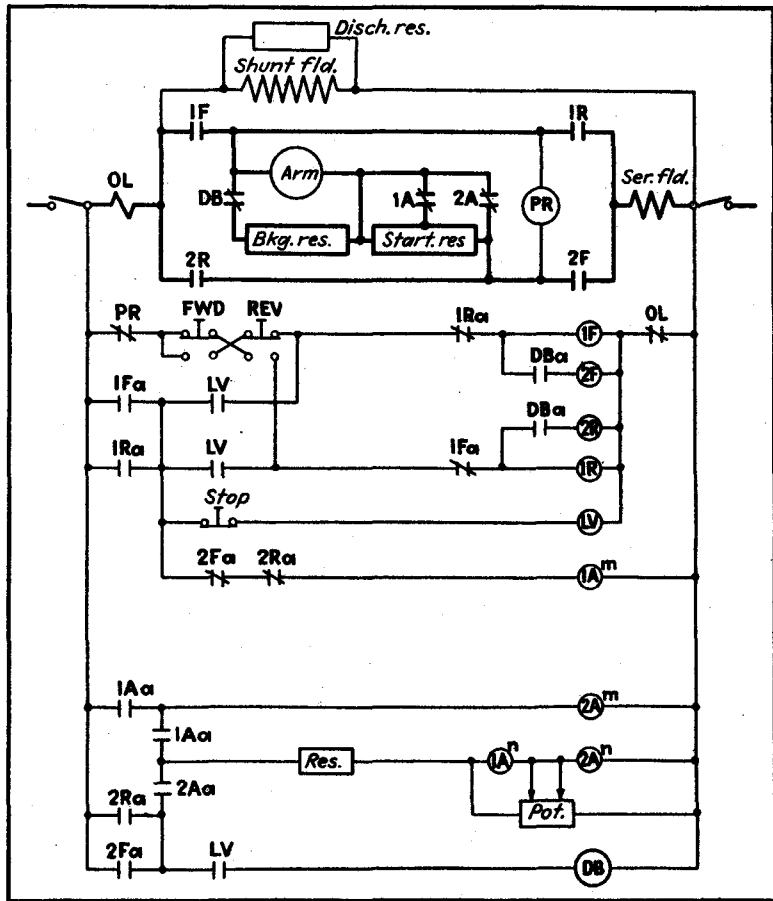 Disch. res.
Shunt fld.
1F
1R
OL
Arm
Ser. fld.
DB
1A
2A
PR
Bkg. res.
Start. res
2R
2F
PR
FWD
REV
1Ra
1F
OL
DBa
2F
1Fa
LV
DBa
2R
1Ra
LV
1Fa
1R
Stop
LV
2Fa
2Ra
1A m
1Aa
2A m
1Aa
Res.
1A n
2A n
2Aa
2Ra
Pot.
2Fa
LV
DB